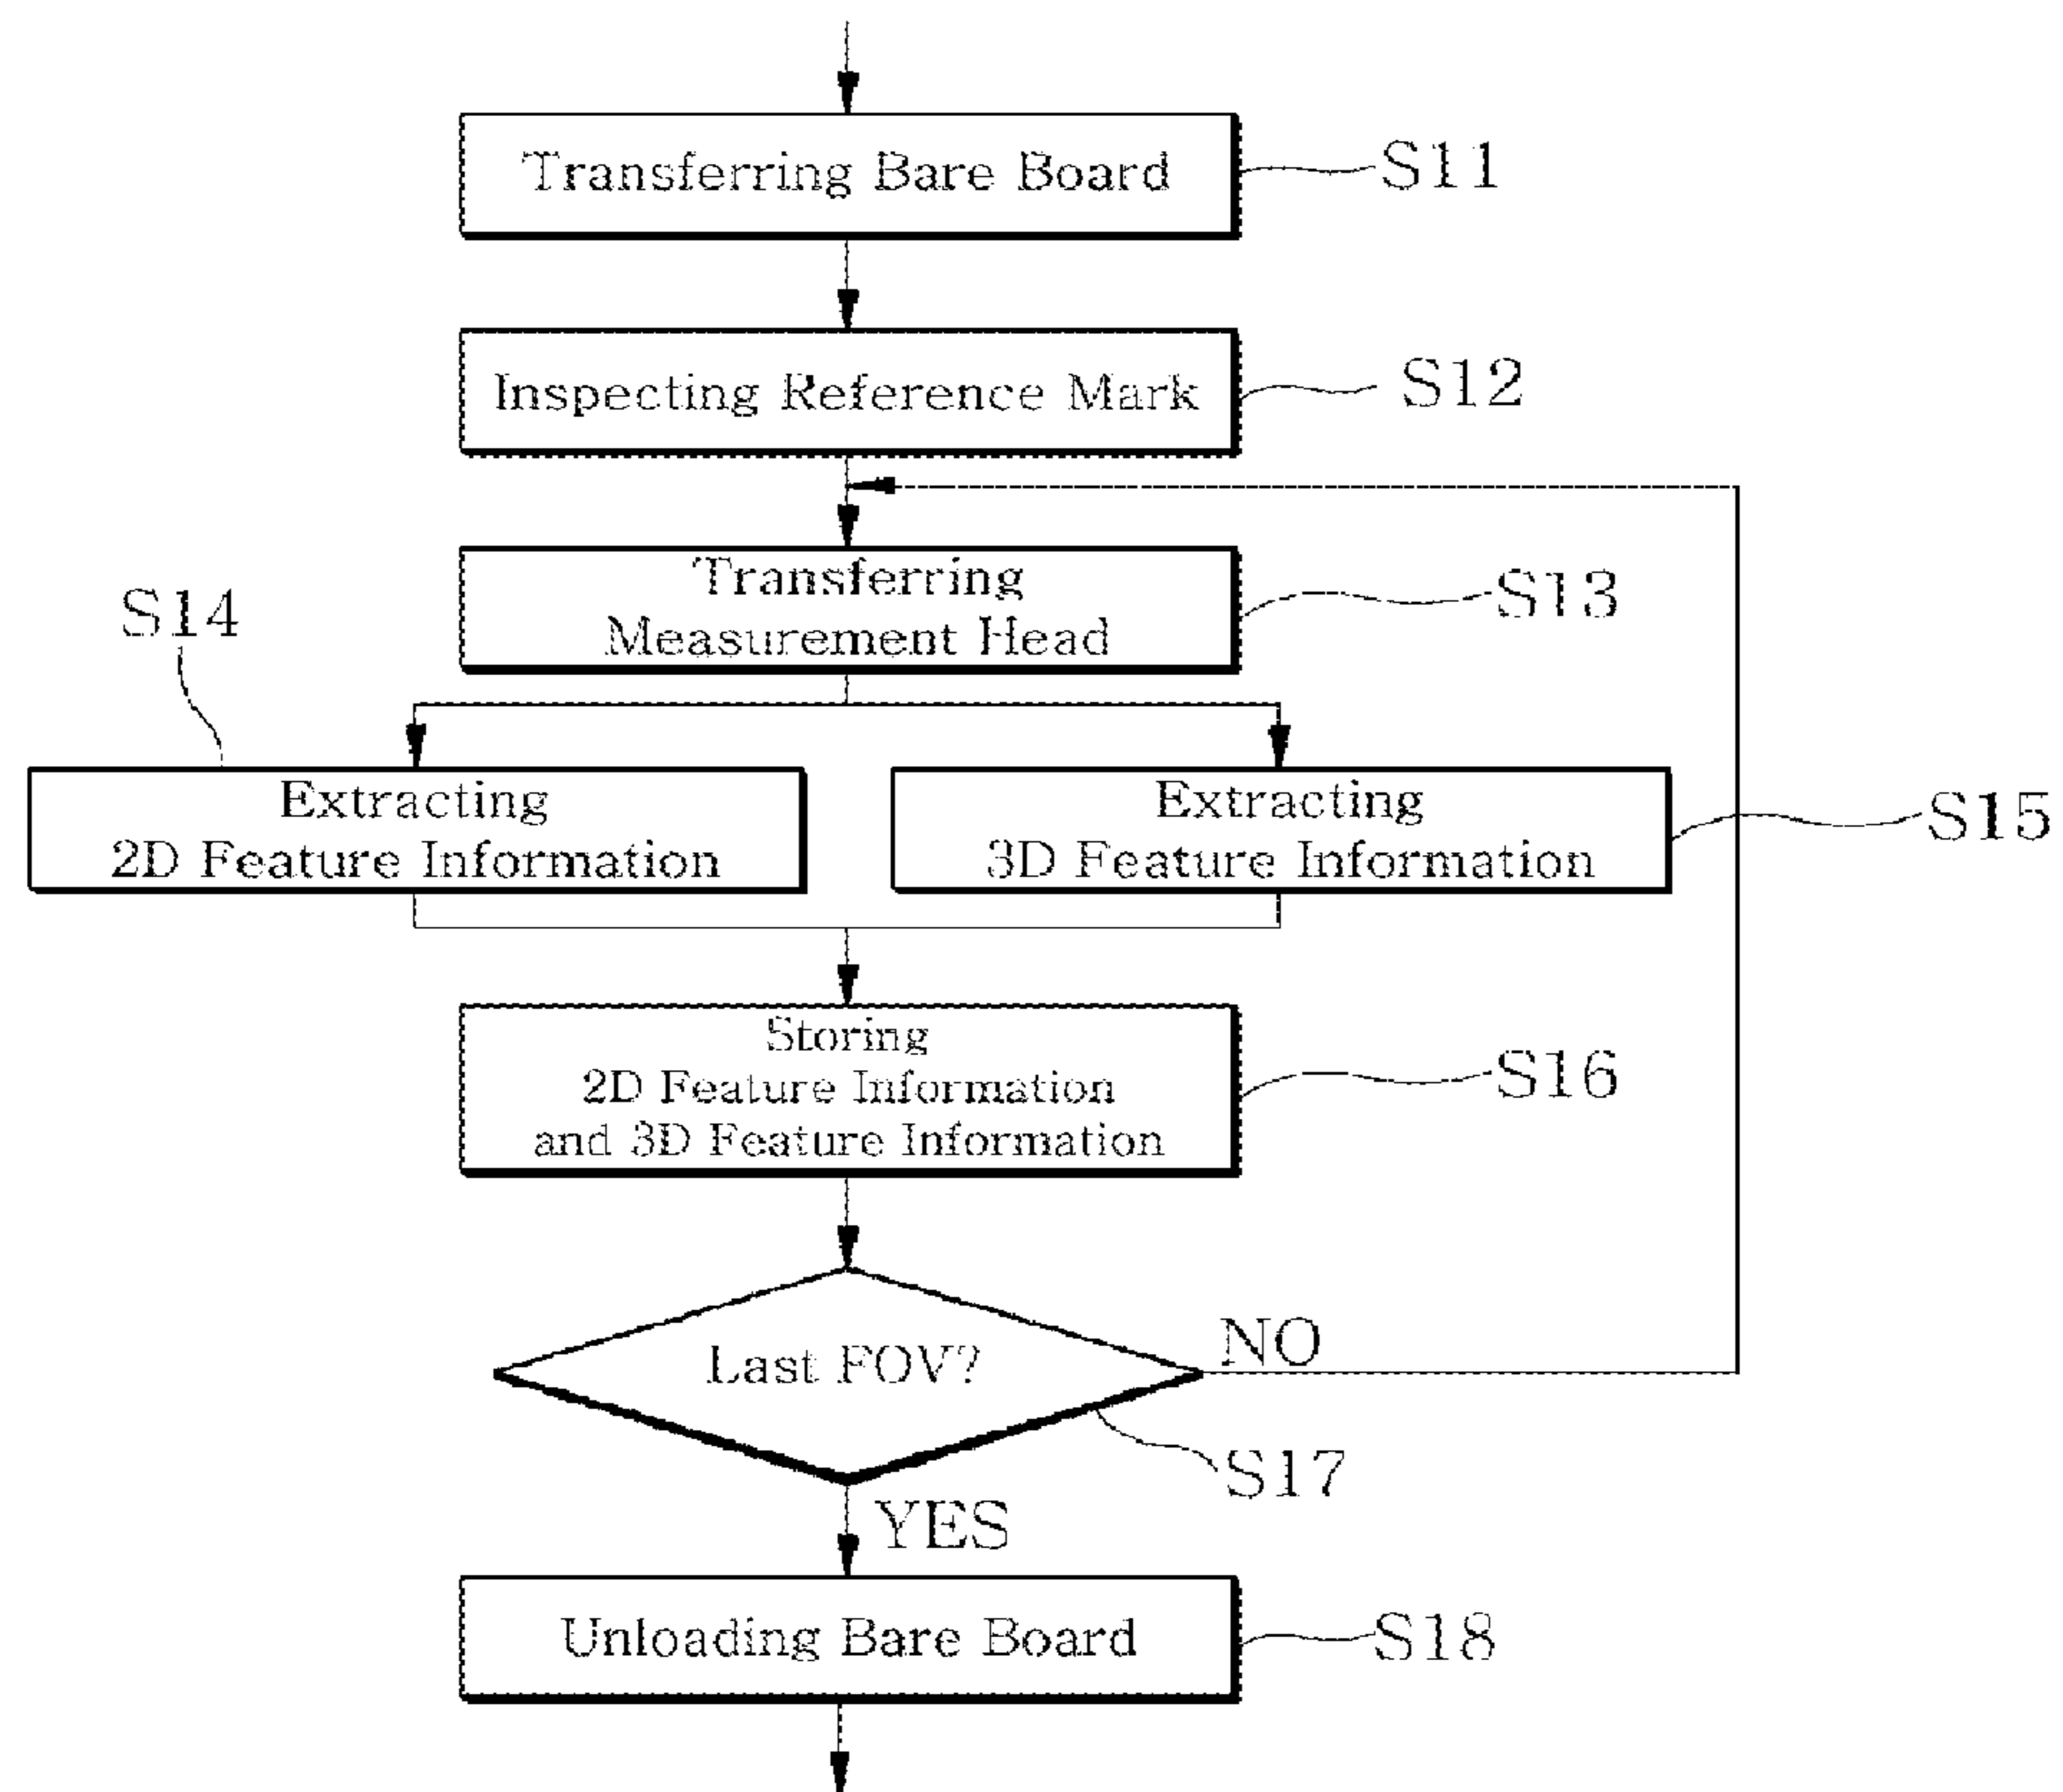 Transferring Bare Board
S11
Inspecting Reference Mark
S12
Transferring
Measurement Head
S13
S14
Extracting
2D Feature Information
Extracting
3D Feature Information
S15
Storing
2D Feature Information
and 3D Feature Information
S16
Last FOV?
NO
S17
YES
Unloading Bare Board
S18